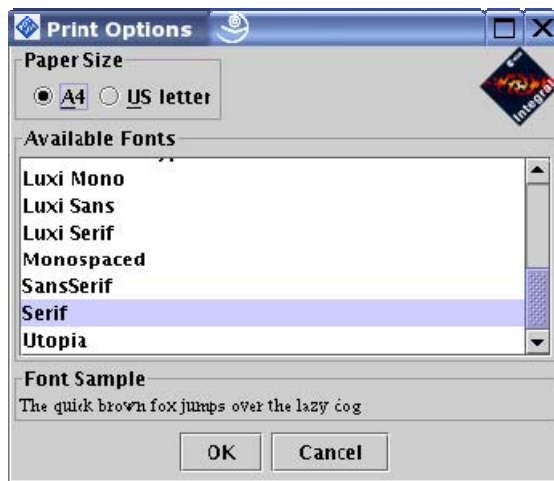 Print Options
Paper Size
A4 US letter
Integral
Available Fonts
Luxi Mono
Luxi Sans
Luxi Serif
Monospaced
SansSerif
Serif
Utopia
Font Sample
The quick brown fox jumps over the lazy dog
OK Cancel